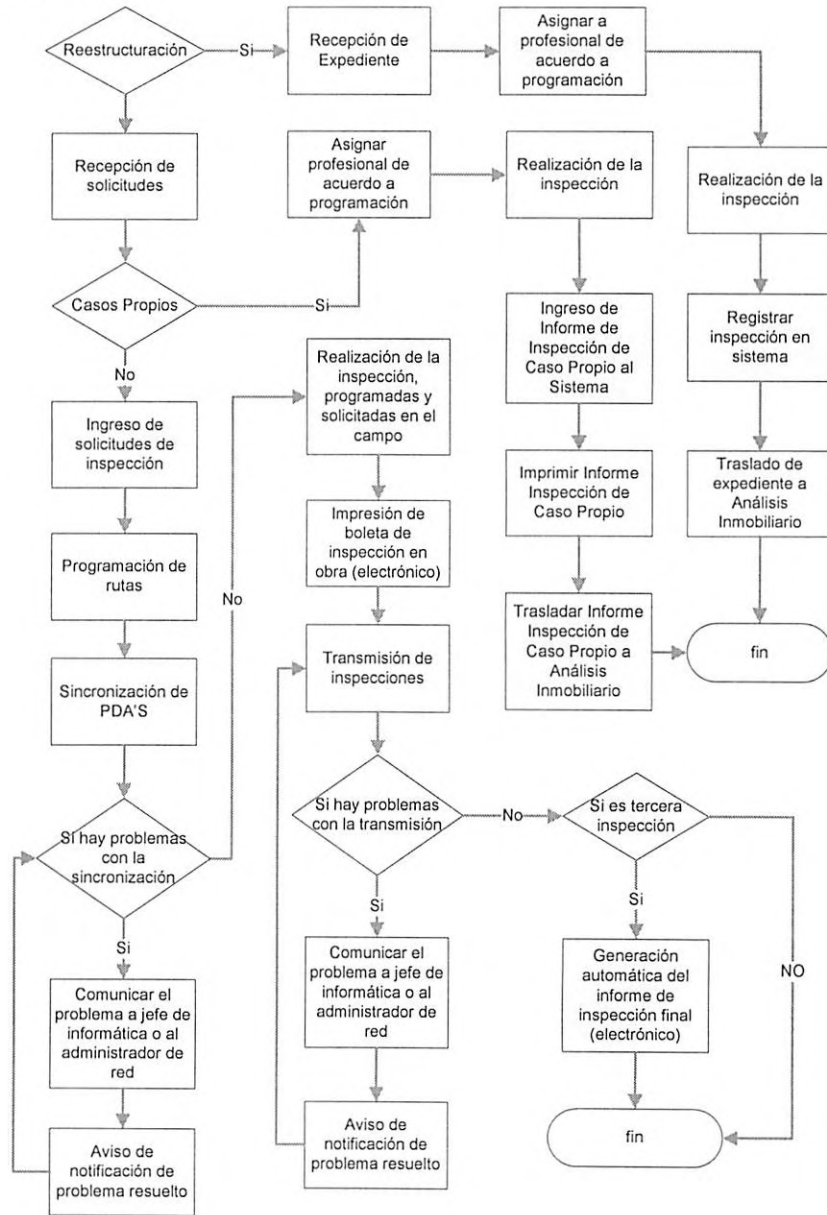 Reestructuración
Si
Recepción de
Expediente
Asignar a
profesional de
acuerdo a
programación
Recepción de
solicitudes
Asignar
profesional de
acuerdo a
programación
Realización de la
inspección
Realización de la
inspección
Casos Propios
Si
No
Ingreso de
Informe de
Inspección de
Caso Propio al
Sistema
Registrar
inspección en
sistema
Realización de la
inspección,
programadas y
solicitadas en el
campo
Ingreso de
solicitudes de
inspección
Imprimir Informe
Inspección de
Caso Propio
Traslado de
expediente a
Análisis
Inmobiliario
Impresión de
boleta de
inspección en
obra (electrónico)
Programación de
rutas
No
Trasladar Informe
Inspección de
Caso Propio a
Análisis
Inmobiliario
fin
Transmisión de
inspecciones
Sincronización de
PDA'S
Si hay problemas
con la transmisión
No
Si es tercera
inspección
Si hay problemas
con la
sincronización
Si
Si
Si
NO
Comunicar el
problema a jefe de
informática o al
administrador de
red
Generación
automática del
informe de
inspección final
(electrónico)
Comunicar el
problema a jefe de
informática o al
administrador de
red
Aviso de
notificación de
problema resuelto
fin
Aviso de
notificación de
problema resuelto